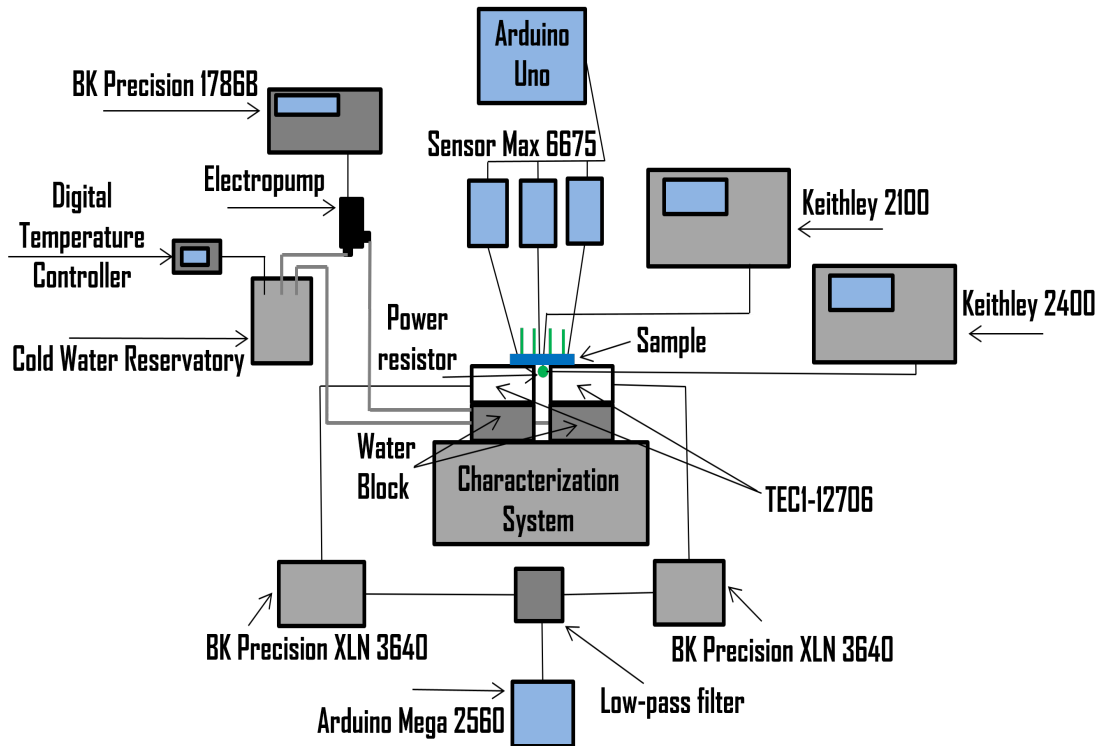 Arduino
Uno
BK Precision 1786B
Sensor Max 6675
Electropump
Digital
Temperature
Controller
Keithley 2100
Keithley 2400
Cold Water Reservatory
Power
resistor
Sample
Water
Block
Characterization
System
TEC1-12706
BK Precision XLN 3640
BK Precision XLN 3640
Low-pass filter
Arduino Mega 2560